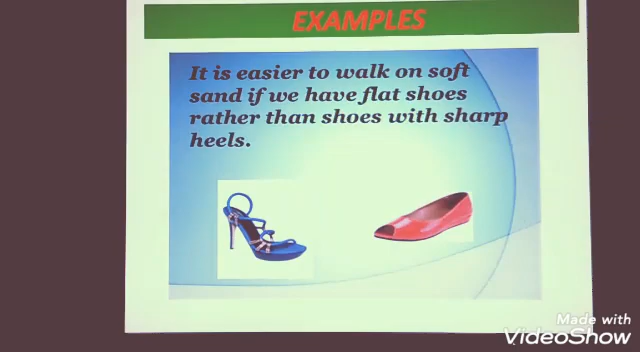 EXAMPLES
It is easier to walk on soft
sand if we have flat shoes
rather than shoes with sharp
heels.
Made with
VideoShow